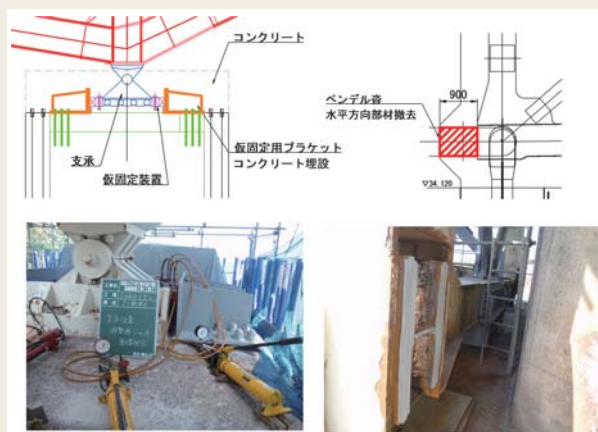 コンクリート
支承
仮固定装置
仮固定用ブラケット
コンクリート埋設
900
ペンデル沓
水平方向部材撤去
▽34.120